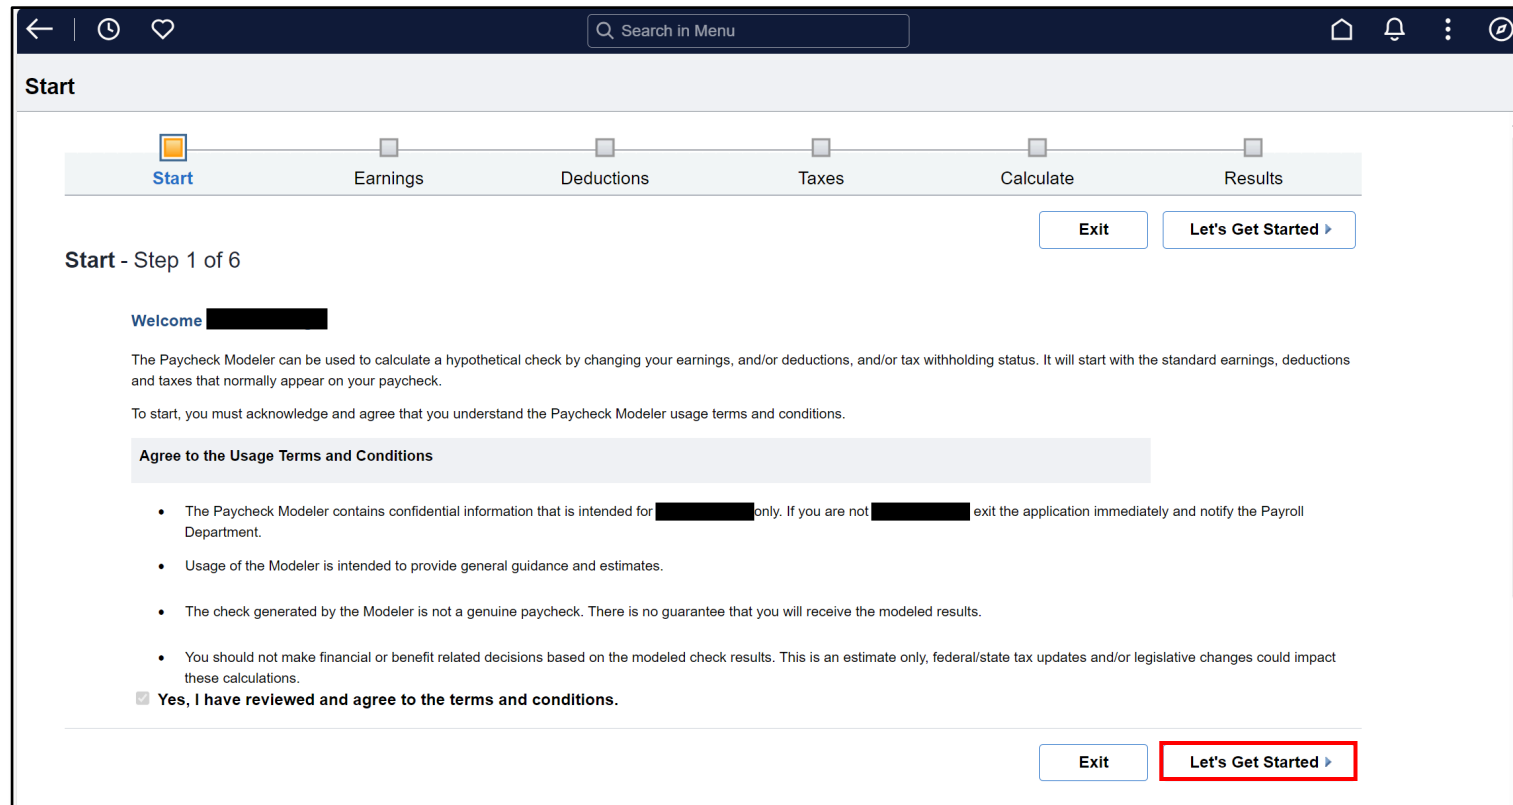 Search in Menu
Start
Start Earnings Deductions Taxes Calculate Results
Exit Let's Get Started
Start - Step 1 of 6
Welcome
The Paycheck Modeler can be used to calculate a hypothetical check by changing your earnings, and/or deductions, and/or tax withholding status. It will start with the standard earnings, deductions
and taxes that normally appear on your paycheck.
To start, you must acknowledge and agree that you understand the Paycheck Modeler usage terms and conditions.
Agree to the Usage Terms and Conditions
• The Paycheck Modeler contains confidential information that is intended for only. If you are not exit the application immediately and notify the Payroll
Department.
• Usage of the Modeler is intended to provide general guidance and estimates.
• The check generated by the Modeler is not a genuine paycheck. There is no guarantee that you will receive the modeled results.
• You should not make financial or benefit related decisions based on the modeled check results. This is an estimate only, federal/state tax updates and/or legislative changes could impact
these calculations.
Yes, I have reviewed and agree to the terms and conditions.
Exit Let's Get Started